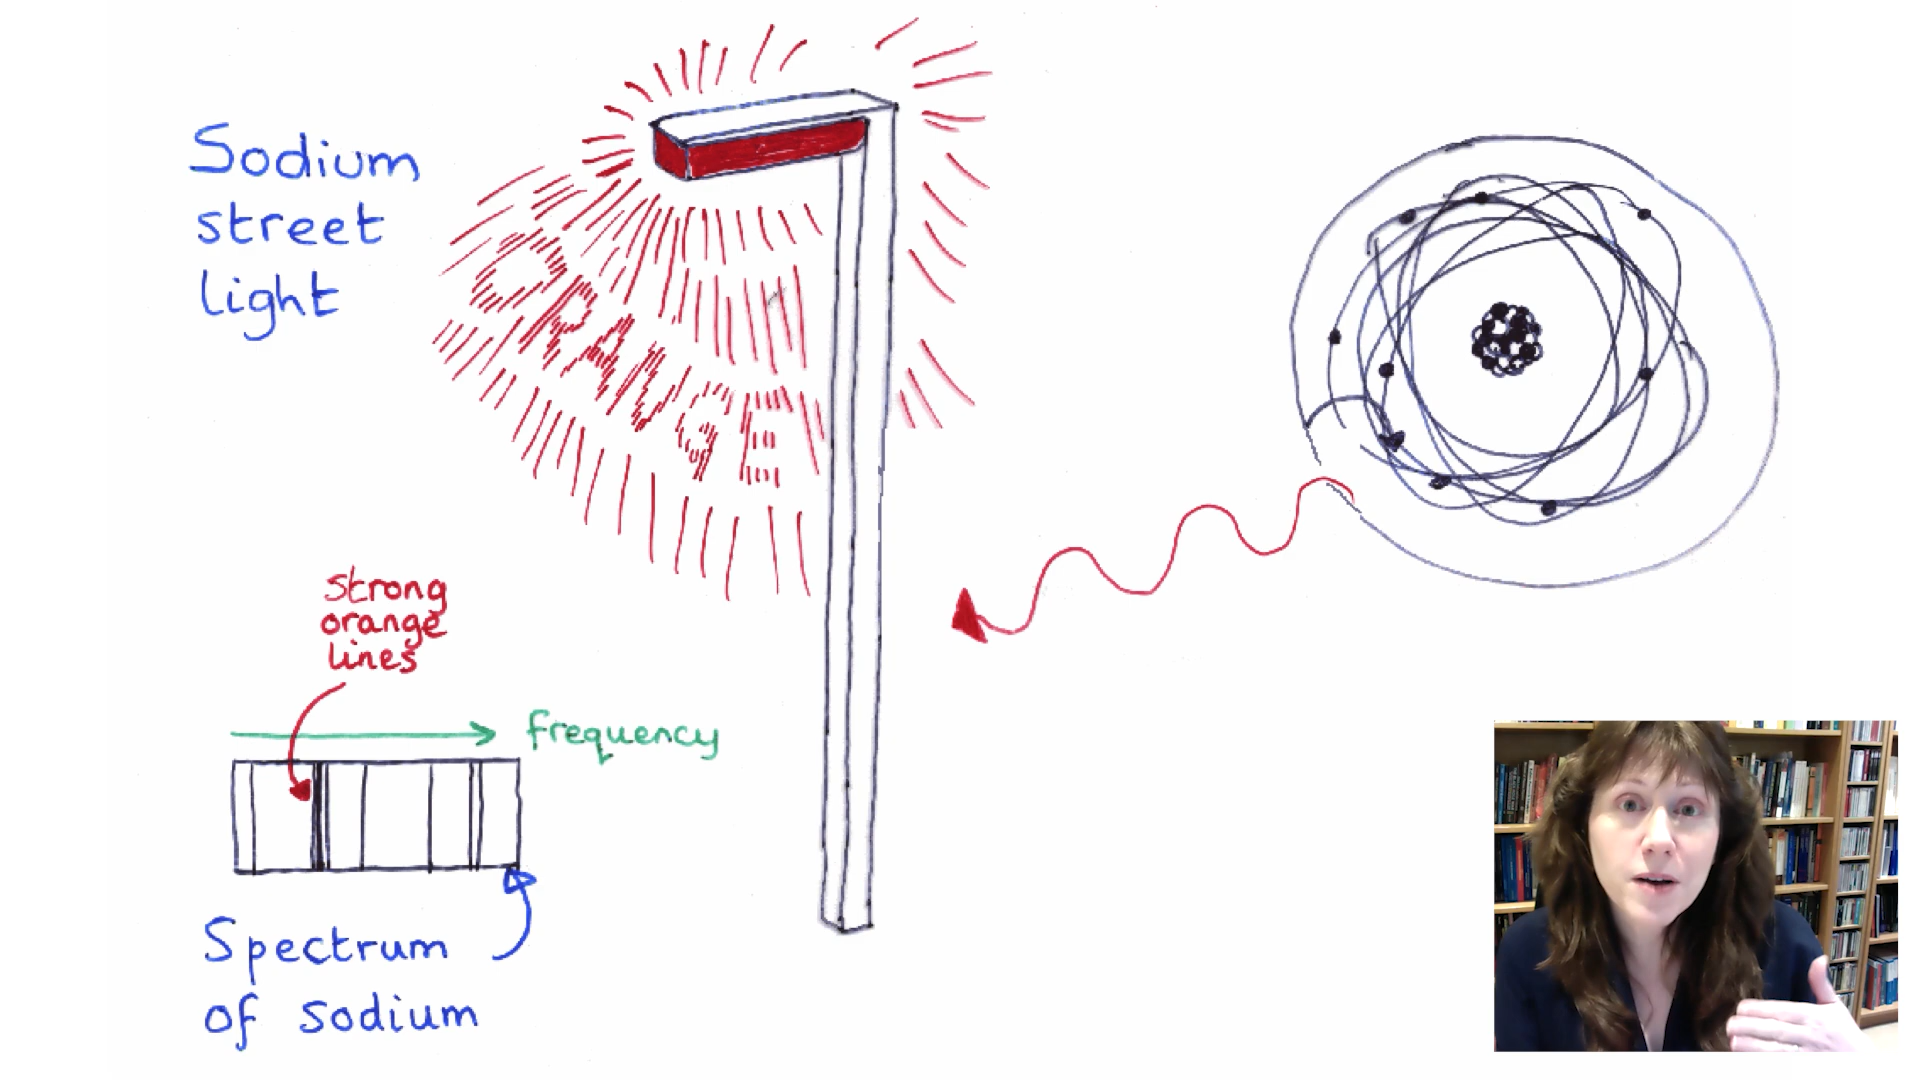 Sodium
street
light
ORANGE
strong
orange
lines
frequency
Spectrum
of sodium